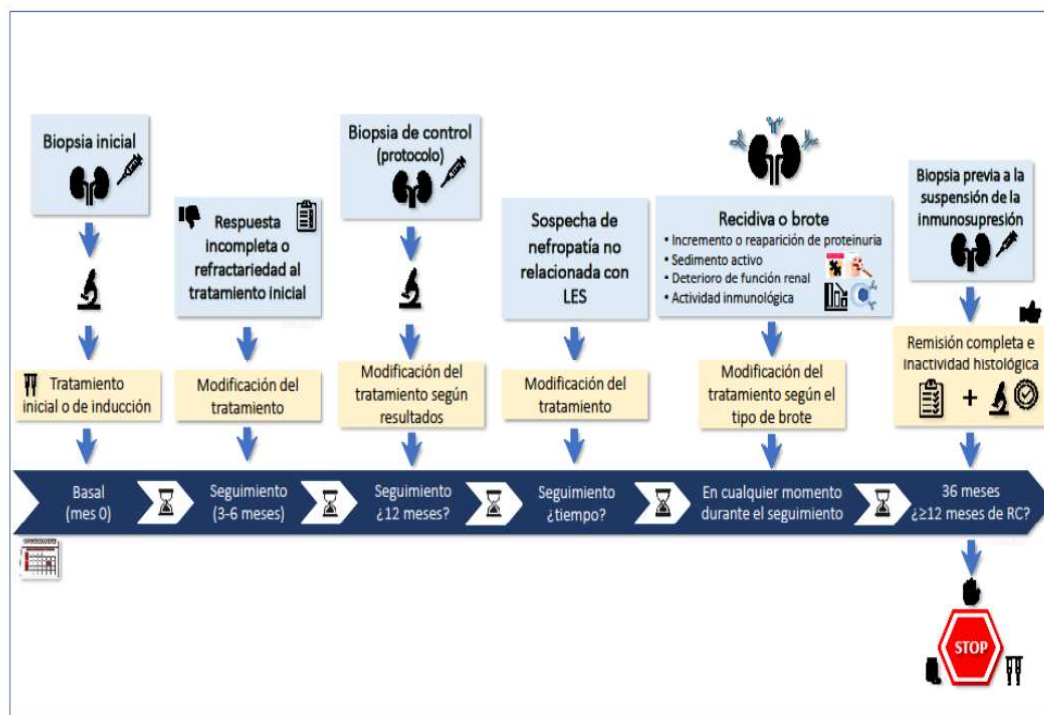 Biopsia inicial
Respuesta
incompleta o
refractariedad al
tratamiento inicial
Biopsia de control
(protocolo)
Sospecha de
nefropatía no
relacionada con
LES
Recidiva o brote
• Incremento o reaparición de proteinuria
• Sedimento activo
• Deterioro de función renal
• Actividad inmunológica
Biopsia previa a la
suspensión de la
inmunosupresión
Tratamiento
inicial o de inducción
Modificación del
tratamiento
Modificación del
tratamiento según
resultados
Modificación del
tratamiento
Modificación del
tratamiento según el
tipo de brote
Remisión completa e
inactividad histológica
+
Basal
(mes 0)
Seguimiento
(3-6 meses)
Seguimiento
¿12 meses?
Seguimiento
¿tiempo?
En cualquier momento
durante el seguimiento
36 meses
¿≥12 meses de RC?
STOP